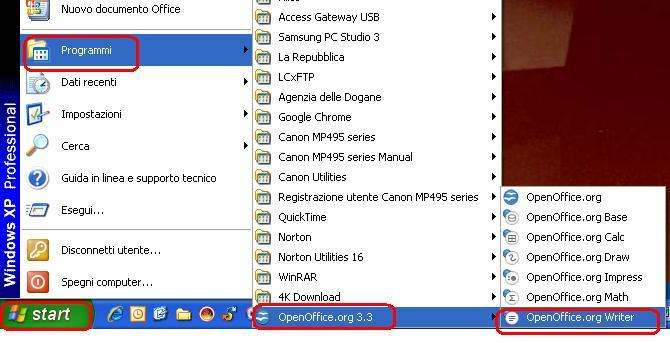 Nuovo documento Office
Programmi
Dati recenti
Impostazioni
Cerca
Guida in linea e supporto tecnico
Esegui...
Disconnetti utente...
Spegni computer...
Windows XP Professional
start
Access Gateway USB
Samsung PC Studio 3
La Repubblica
LCxFTP
Agenzia delle Dogane
Google Chrome
Canon MP495 series
Canon MP495 series Manual
Canon Utilities
Registrazione utente Canon MP495 series
QuickTime
Norton
Norton Utilities 16
WinRAR
4K Download
OpenOffice.org 3.3
OpenOffice.org
OpenOffice.org Base
OpenOffice.org Calc
OpenOffice.org Draw
OpenOffice.org Impress
OpenOffice.org Math
OpenOffice.org Writer